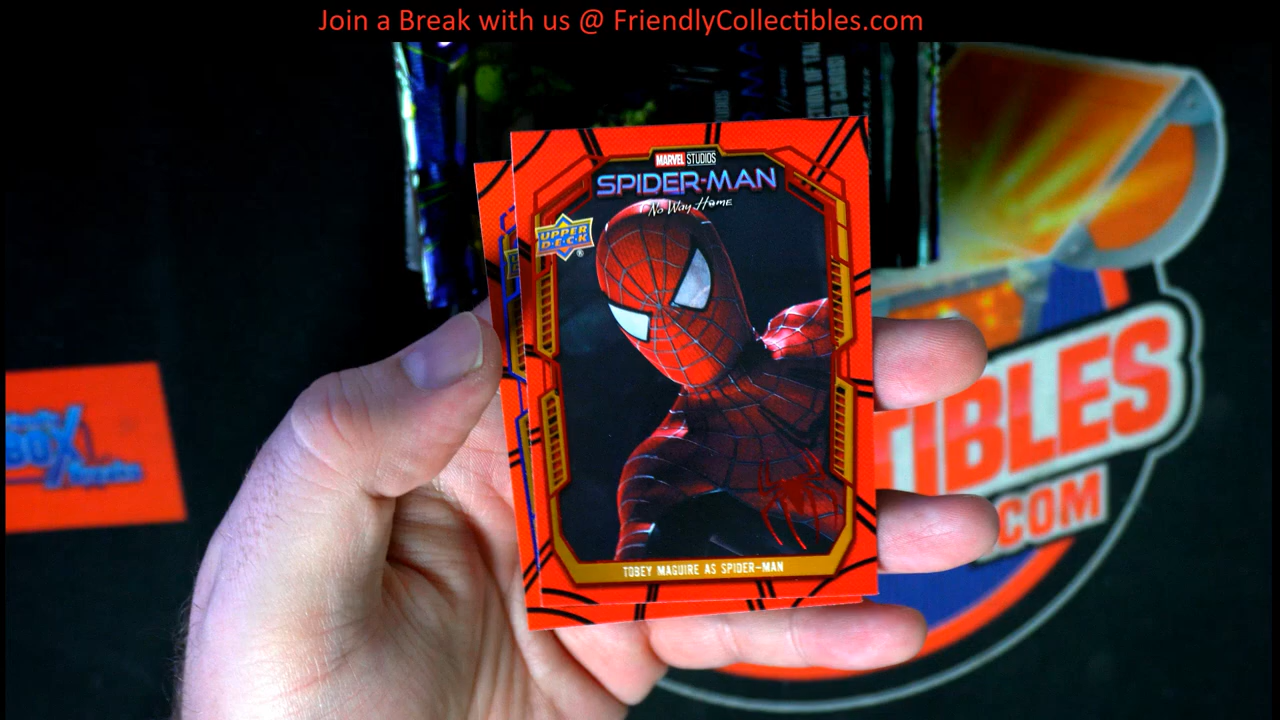 Join a Break with us @ FriendlyCollectibles.com
MARVEL STUDIOS
SPIDER-MAN
No Way Home
UPPER
D·E·C·K
®
TOBEY MAGUIRE AS SPIDER-MAN
TIBLES
.COM
BOX